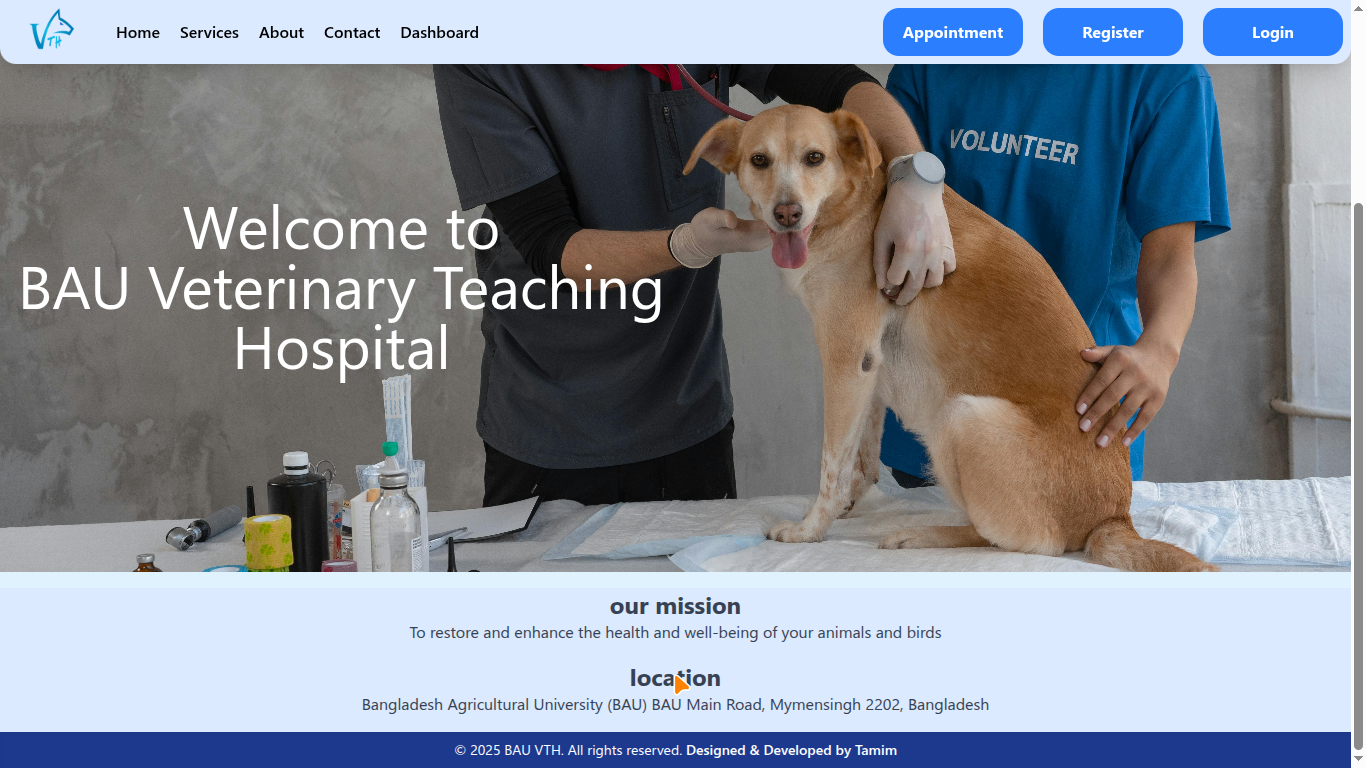 VTH
Home Services About Contact Dashboard Appointment Register Login
VOLUNTEER
Welcome to
BAU Veterinary Teaching
Hospital
our mission
To restore and enhance the health and well-being of your animals and birds
location
Bangladesh Agricultural University (BAU) BAU Main Road, Mymensingh 2202, Bangladesh
© 2025 BAU VTH. All rights reserved. Designed & Developed by Tamim